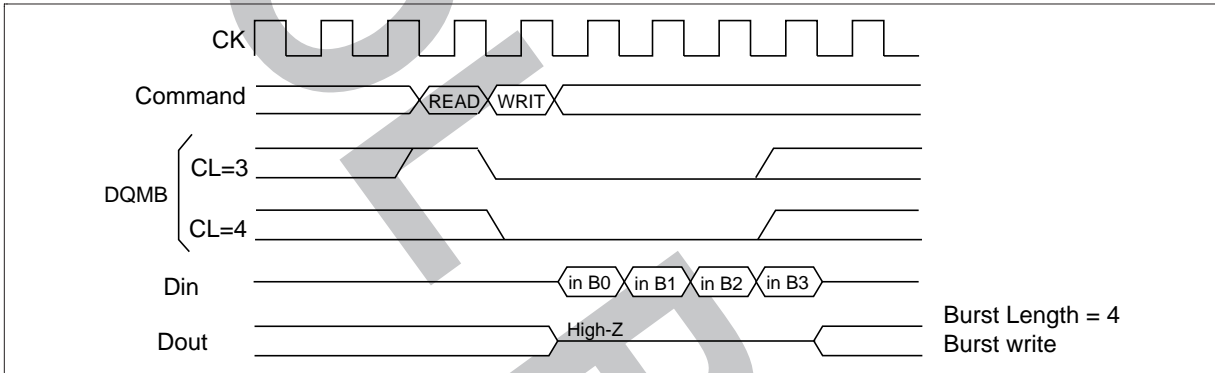 CK
Command READ WRIT
DQMB
CL=3
CL=4
Din in B0 in B1 in B2 in B3
Dout High-Z
Burst Length = 4
Burst write